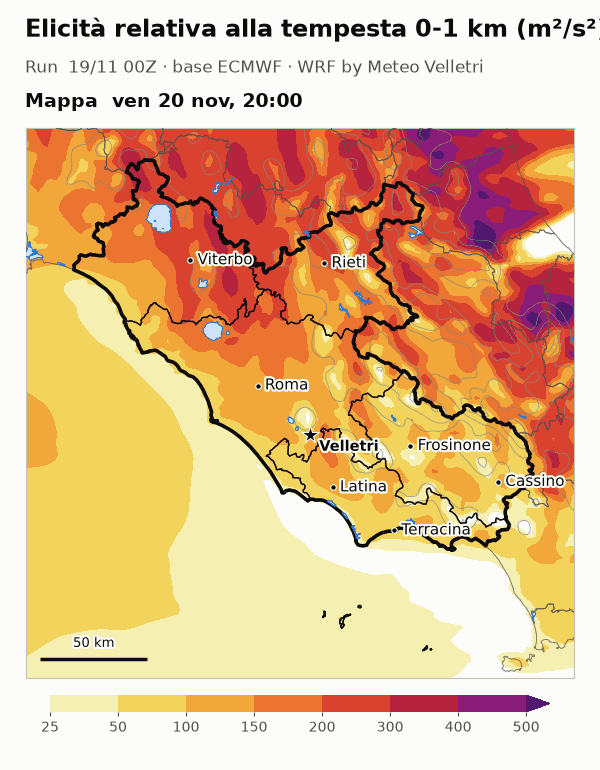 Elicità relativa alla tempesta 0-1 km (m²/s²)
Run 19/11 00Z · base ECMWF · WRF by Meteo Velletri
Mappa ven 20 nov, 20:00
Viterbo
Rieti
Roma
Velletri
Frosinone
Cassino
Latina
Terracina
50 km
25 50 100 150 200 300 400 500